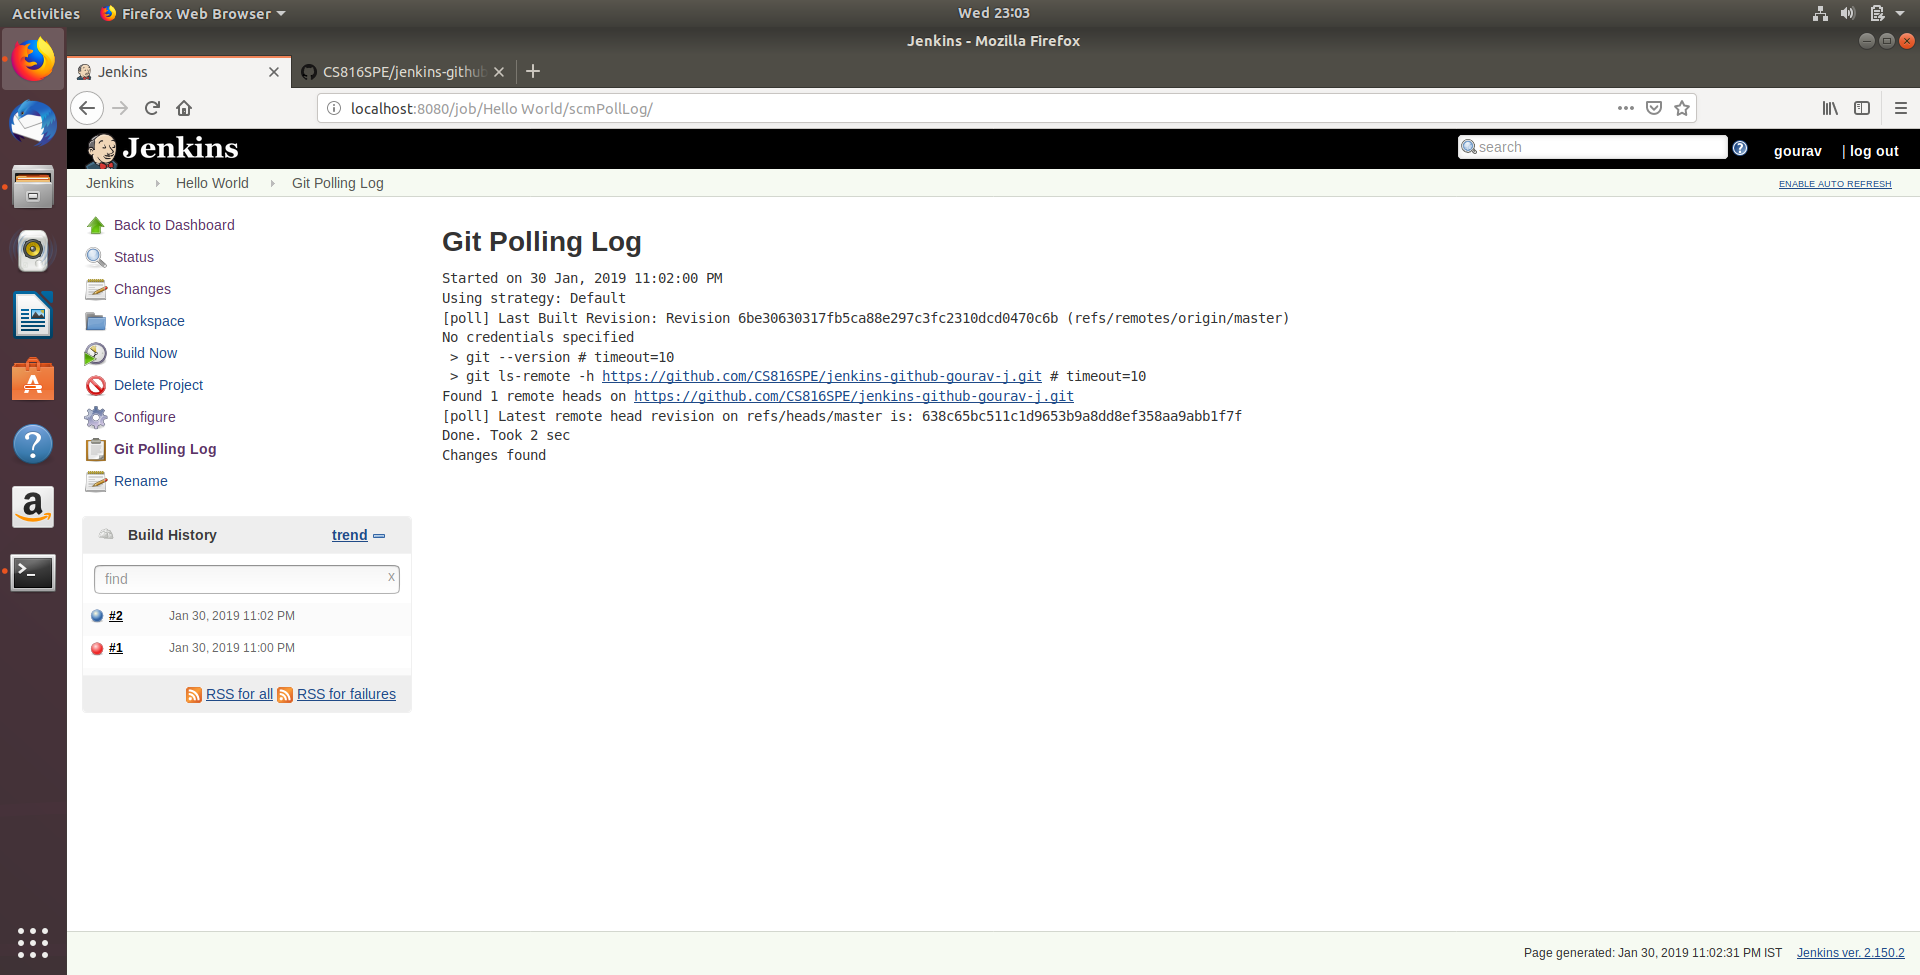 Activities
Firefox Web Browser
Wed 23:03
Jenkins - Mozilla Firefox
Jenkins
CS816SPE/jenkins-github
localhost:8080/job/Hello World/scmPollLog/
Jenkins
search
gourav
| log out
Jenkins
Hello World
Git Polling Log
ENABLE AUTO REFRESH
Back to Dashboard
Status
Changes
Workspace
Build Now
Delete Project
Configure
Git Polling Log
Rename
Build History
trend
find
x
#2
Jan 30, 2019 11:02 PM
#1
Jan 30, 2019 11:00 PM
RSS for all
RSS for failures
Git Polling Log
Started on 30 Jan, 2019 11:02:00 PM
Using strategy: Default
[poll] Last Built Revision: Revision 6be30630317fb5ca88e297c3fc2310dcd0470c6b (refs/remotes/origin/master)
No credentials specified
> git --version # timeout=10
> git ls-remote -h https://github.com/CS816SPE/jenkins-github-gourav-j.git # timeout=10
Found 1 remote heads on https://github.com/CS816SPE/jenkins-github-gourav-j.git
[poll] Latest remote head revision on refs/heads/master is: 638c65bc511c1d9653b9a8dd8ef358aa9abb1f7f
Done. Took 2 sec
Changes found
Page generated: Jan 30, 2019 11:02:31 PM IST
Jenkins ver. 2.150.2